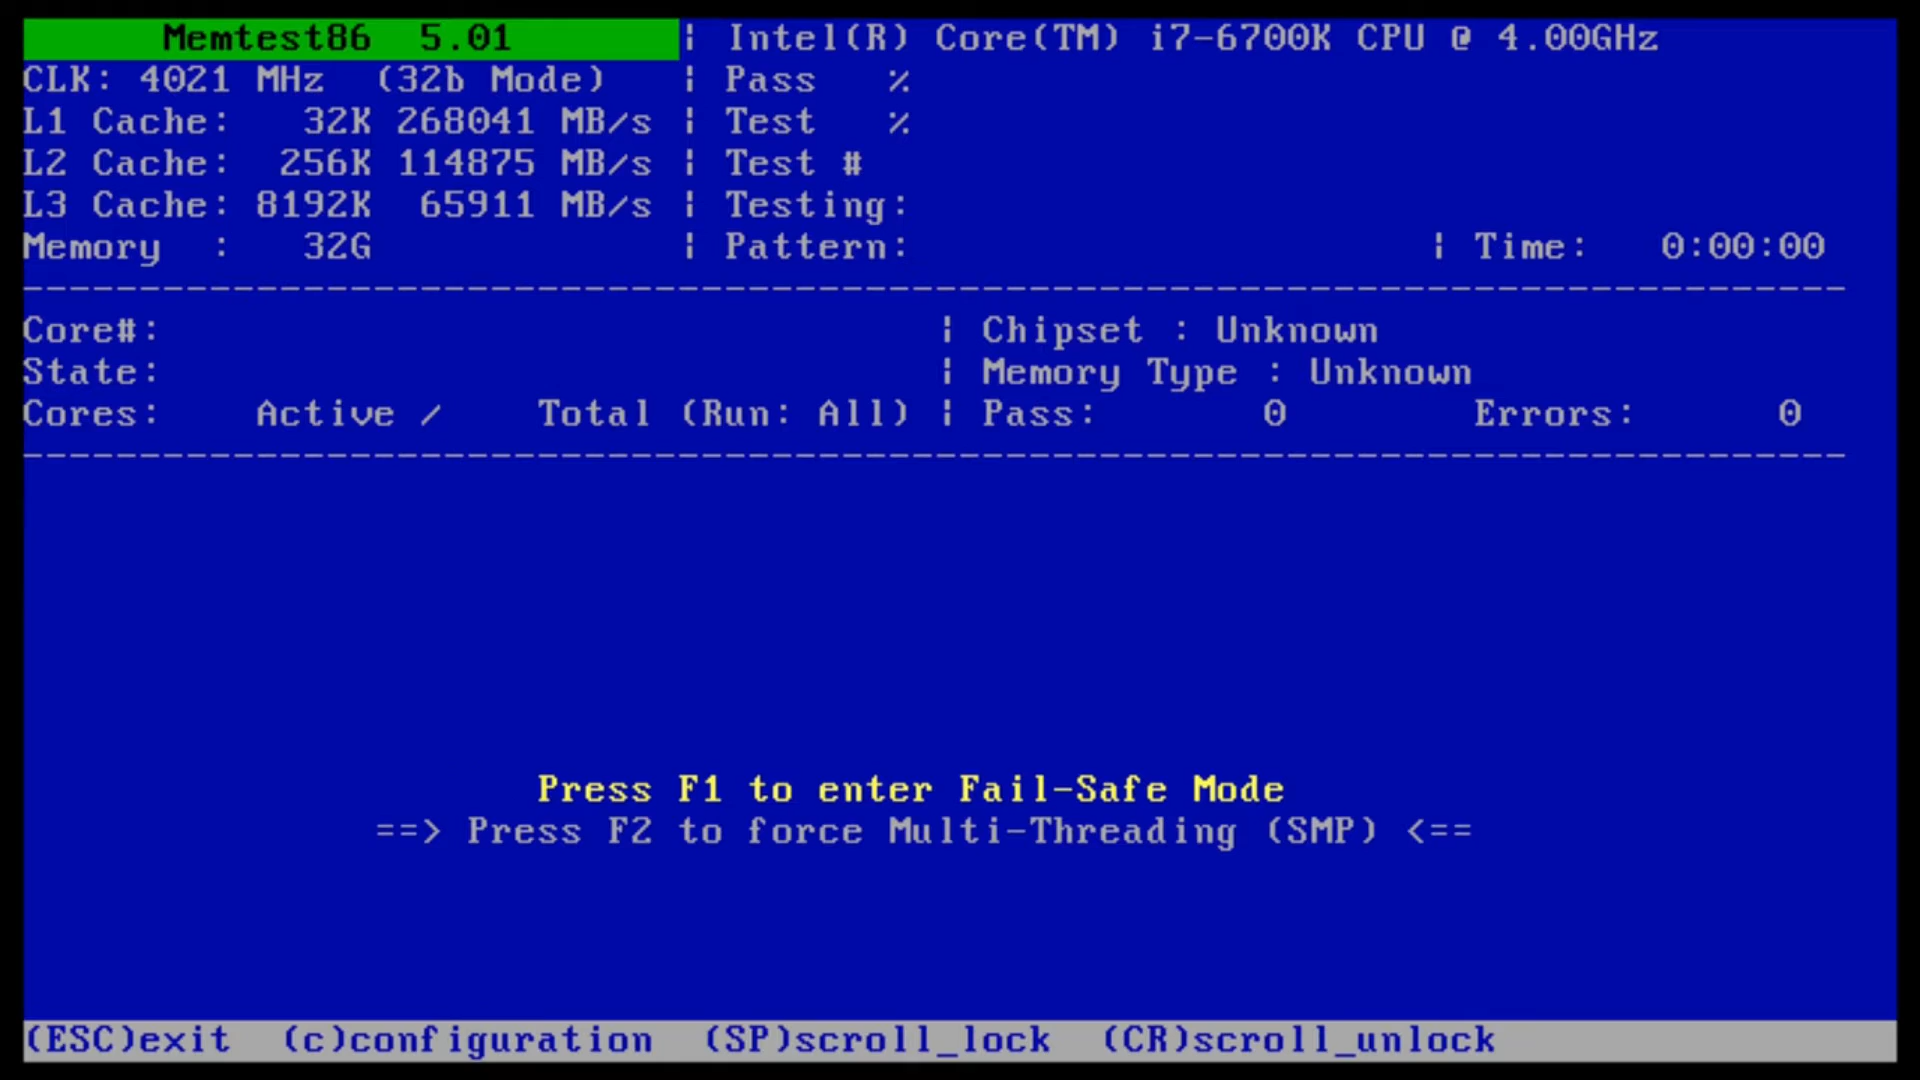 Memtest86 5.01 | Intel(R) Core(TM) i7-6700K CPU @ 4.00GHz
CLK: 4021 MHz (32b Mode) | Pass %
L1 Cache: 32K 268041 MB/s | Test %
L2 Cache: 256K 114875 MB/s | Test #
L3 Cache: 8192K 65911 MB/s | Testing:
Memory : 32G | Pattern: | Time: 0:00:00
------------------------------------------------------------------------------
Core#: | Chipset : Unknown
State: | Memory Type : Unknown
Cores: Active / Total (Run: All) | Pass: 0 Errors: 0
------------------------------------------------------------------------------
Press F1 to enter Fail-Safe Mode
==> Press F2 to force Multi-Threading (SMP) <==
(ESC)exit (c)configuration (SP)scroll_lock (CR)scroll_unlock